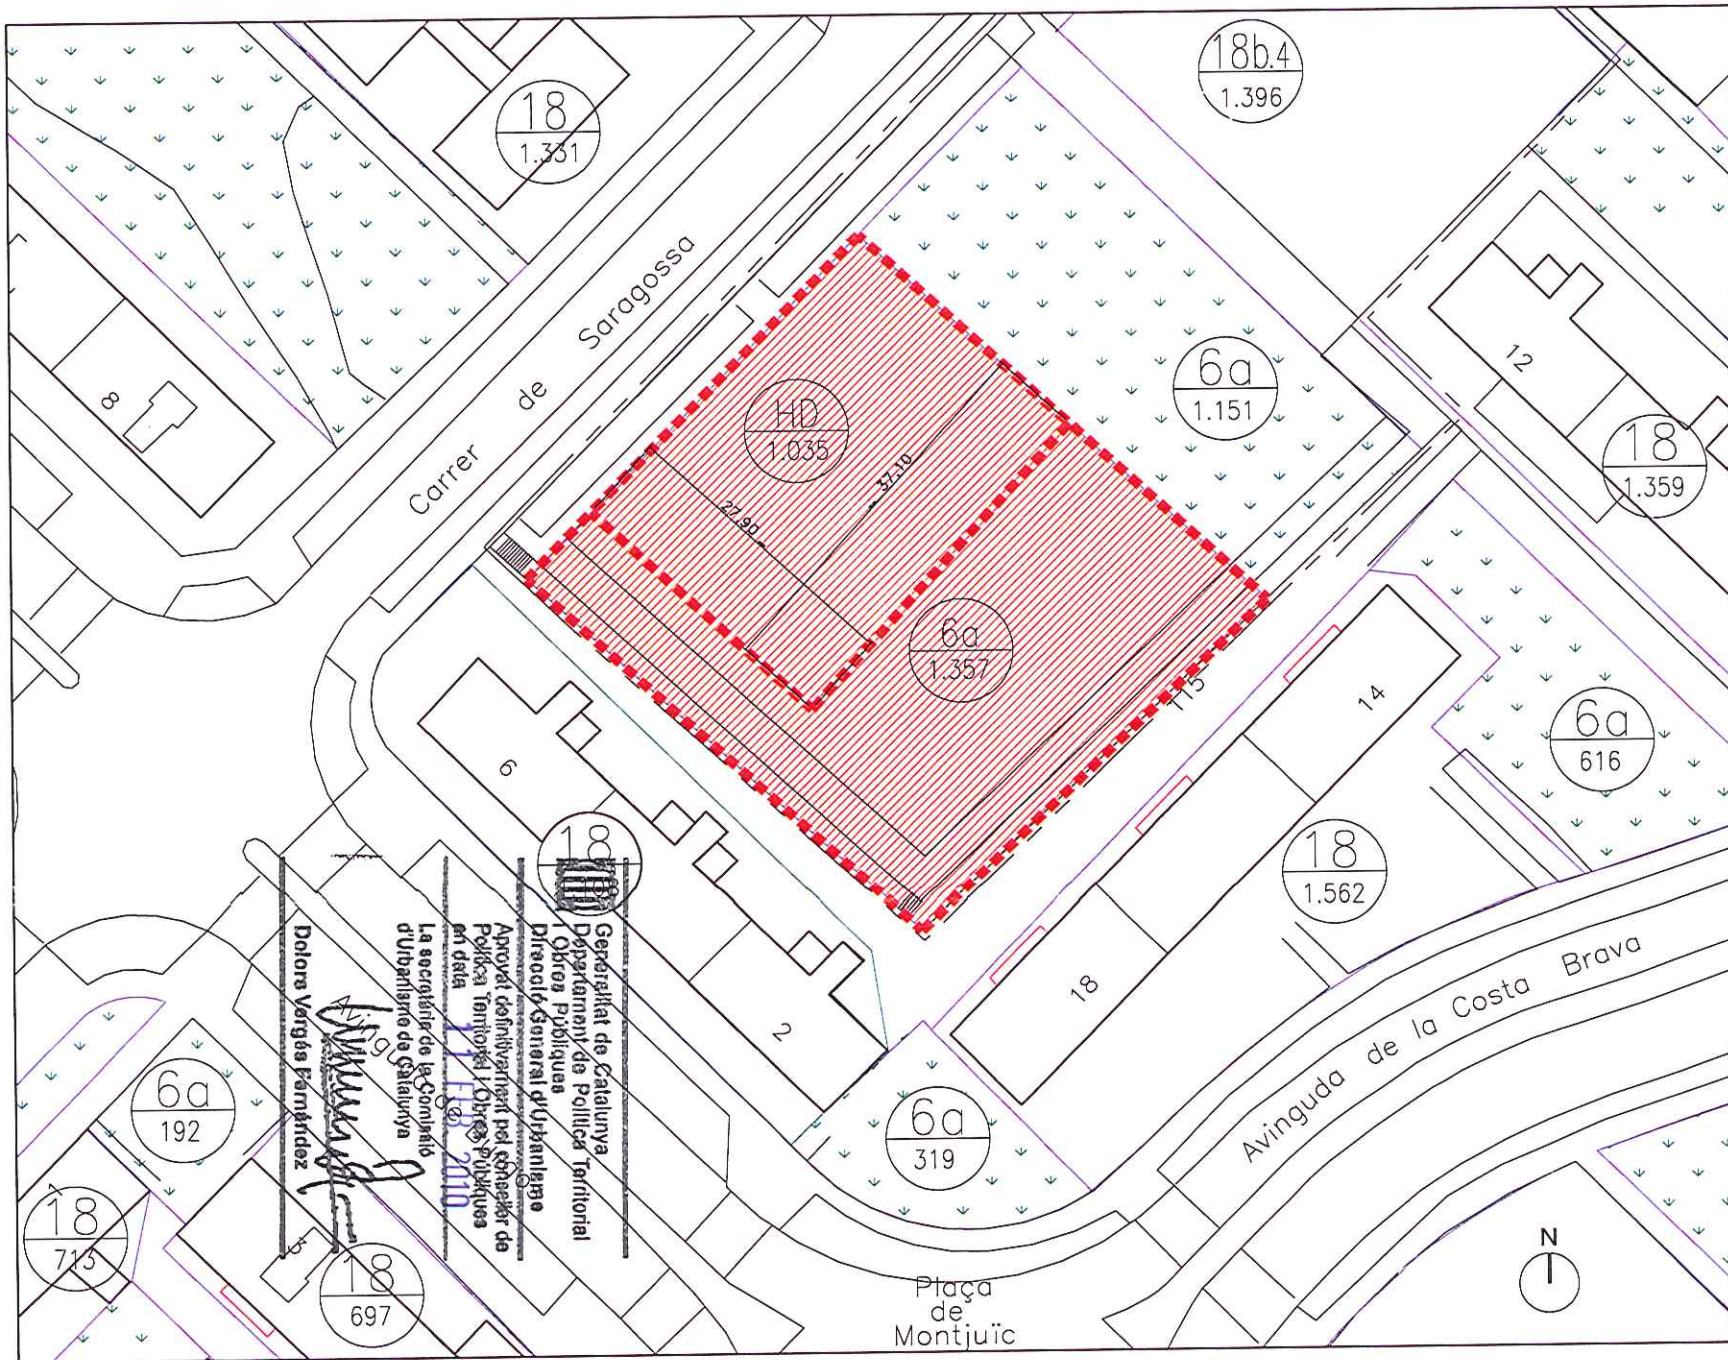 18b.4
1.396
18
1.331
Carrer de Saragossa
8
12
6a
1.151
18
1.359
HD
1.035
37.10
27.90
6a
1.357
T15
14
6a
616
6
18
18
1.562
18
2
Avinguda de la Costa Brava
6a
319
6a
192
18
713
3
18
697
Plaça
de
Montjuïc
N
Generalitat de Catalunya
Departament de Política Territorial
i Obres Públiques
Direcció General d'Urbanisme
Aprovat definitivament pel conseller de
Política Territorial i Obres Públiques
en data 11 FEB 2010
La secretària de la Comissió
d'Urbanisme de Catalunya
Dolors Vergés Fernández